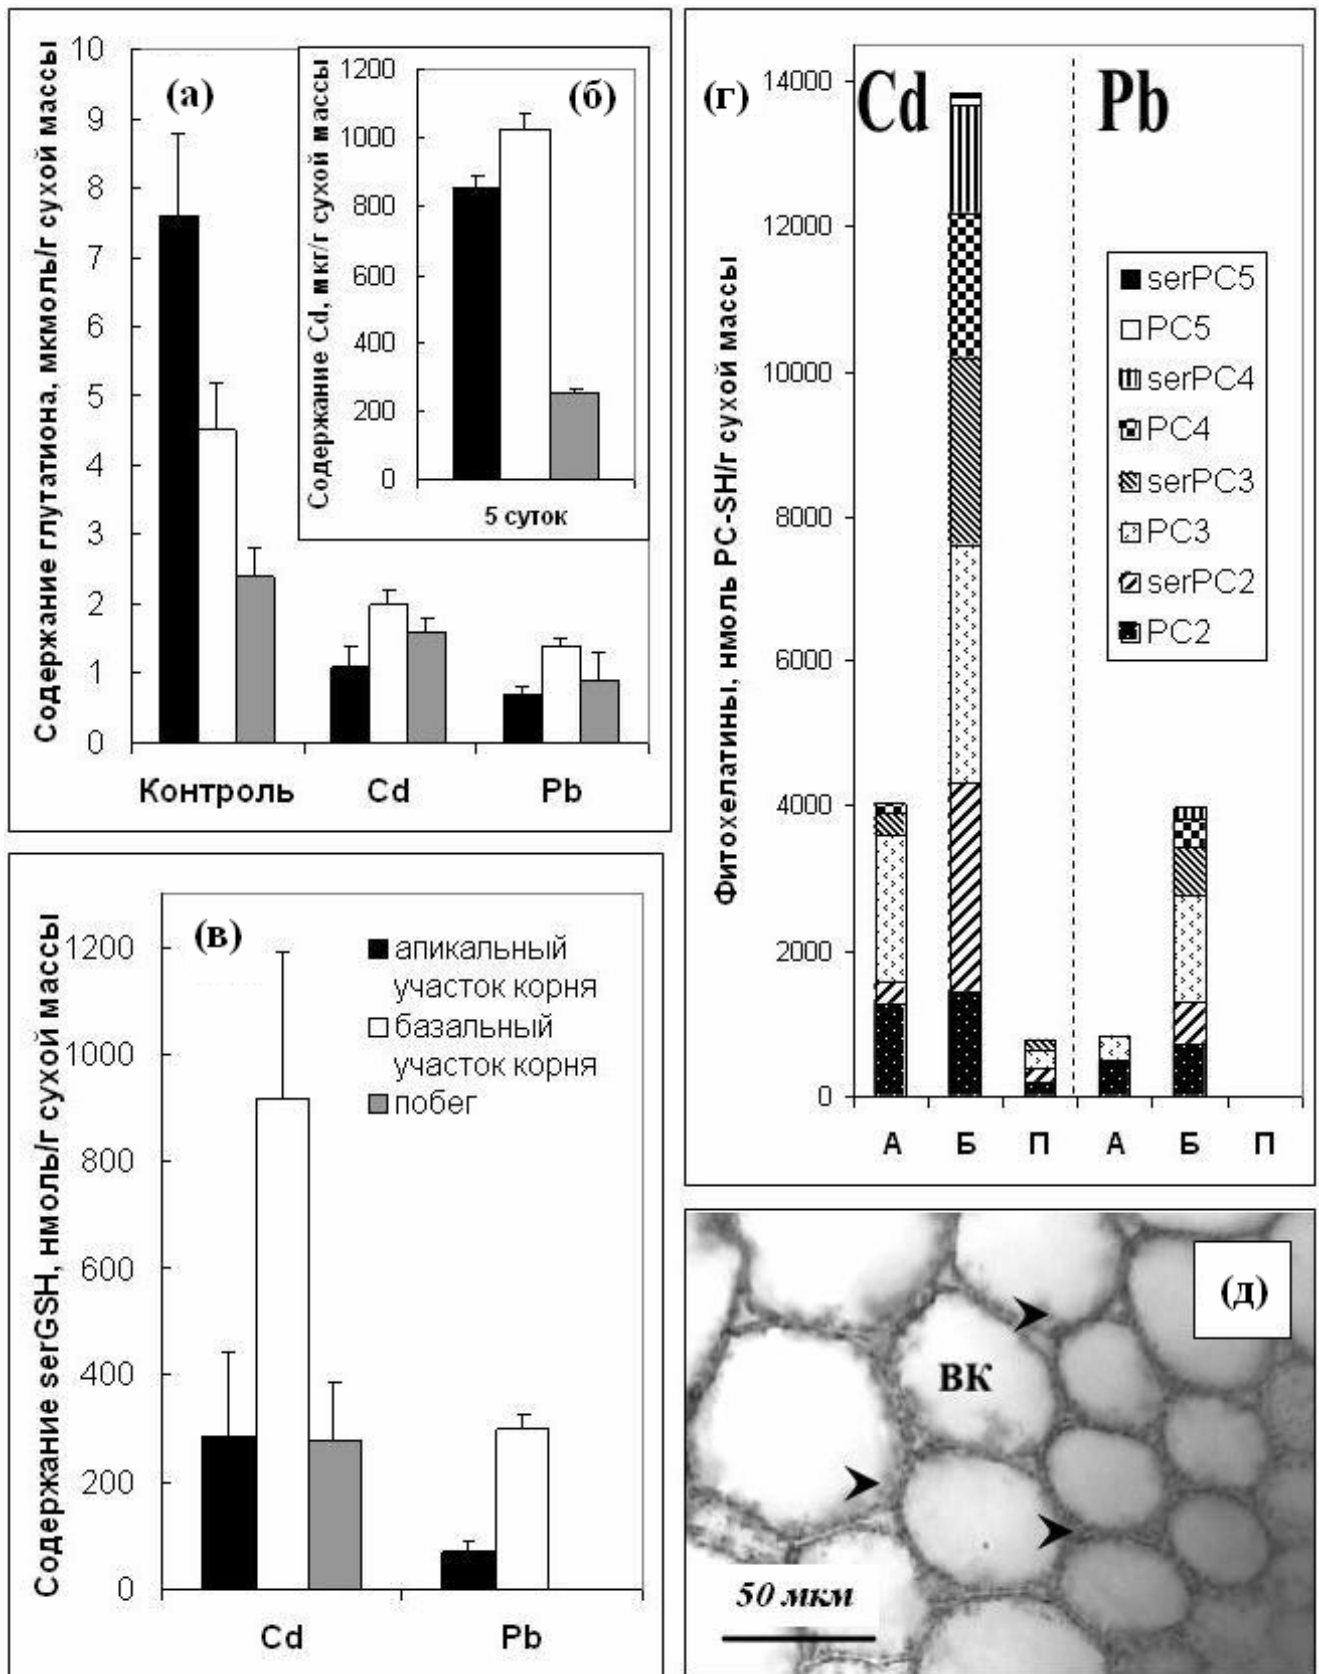 Содержание глутатиона, мкмоль/г сухой массы
10
9
8
7
6
5
4
3
2
1
0
(а)
Контроль
Cd
Pb
Содержание Cd, мкг/г сухой массы
1200
1000
800
600
400
200
0
(б)
5 суток
Содержание serGSH, нмоль/г сухой массы
1200
1000
800
600
400
200
0
(в)
апикальный
участок корня
базальный
участок корня
побег
Cd
Pb
(г)
Фитохелатины, нмоль PC-SH/г сухой массы
14000
12000
10000
8000
6000
4000
2000
0
Cd
Pb
serPC5
PC5
serPC4
PC4
serPC3
PC3
serPC2
PC2
А Б П А Б П
(д)
ВК
50 мкм